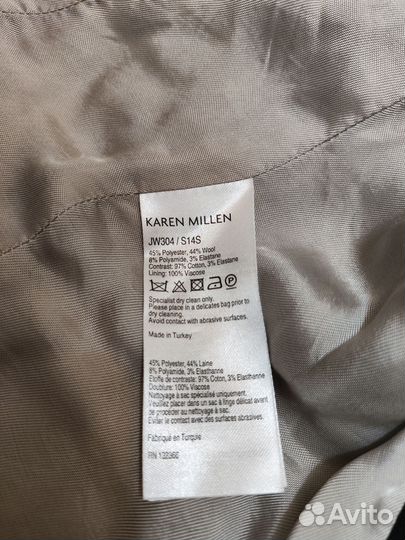 KAREN MILLEN
JW304 / S14S
45% Polyester, 44% Wool
8% Polyamide, 3% Elastane
Contrast: 97% Cotton, 3% Elastane
Lining: 100% Viscose
P
Specialist dry clean only.
Please place in a delicates bag prior to
dry cleaning.
Avoid contact with abrasive surfaces.
Made in Turkey
45% Polyester, 44% Laine
8% Polyamide, 3% Elasthanne
Etoffe de contraste: 97% Coton, 3% Elasthanne
Doublure: 100% Viscose
Nettoyage à sec spécialisé uniquement.
Veuillez placer dans un sac à linge délicat avant
de procéder au nettoyage à sec.
Eviter le contact avec des surfaces abrasives.
Fabriqué en Turquie
RN 132366
Avito